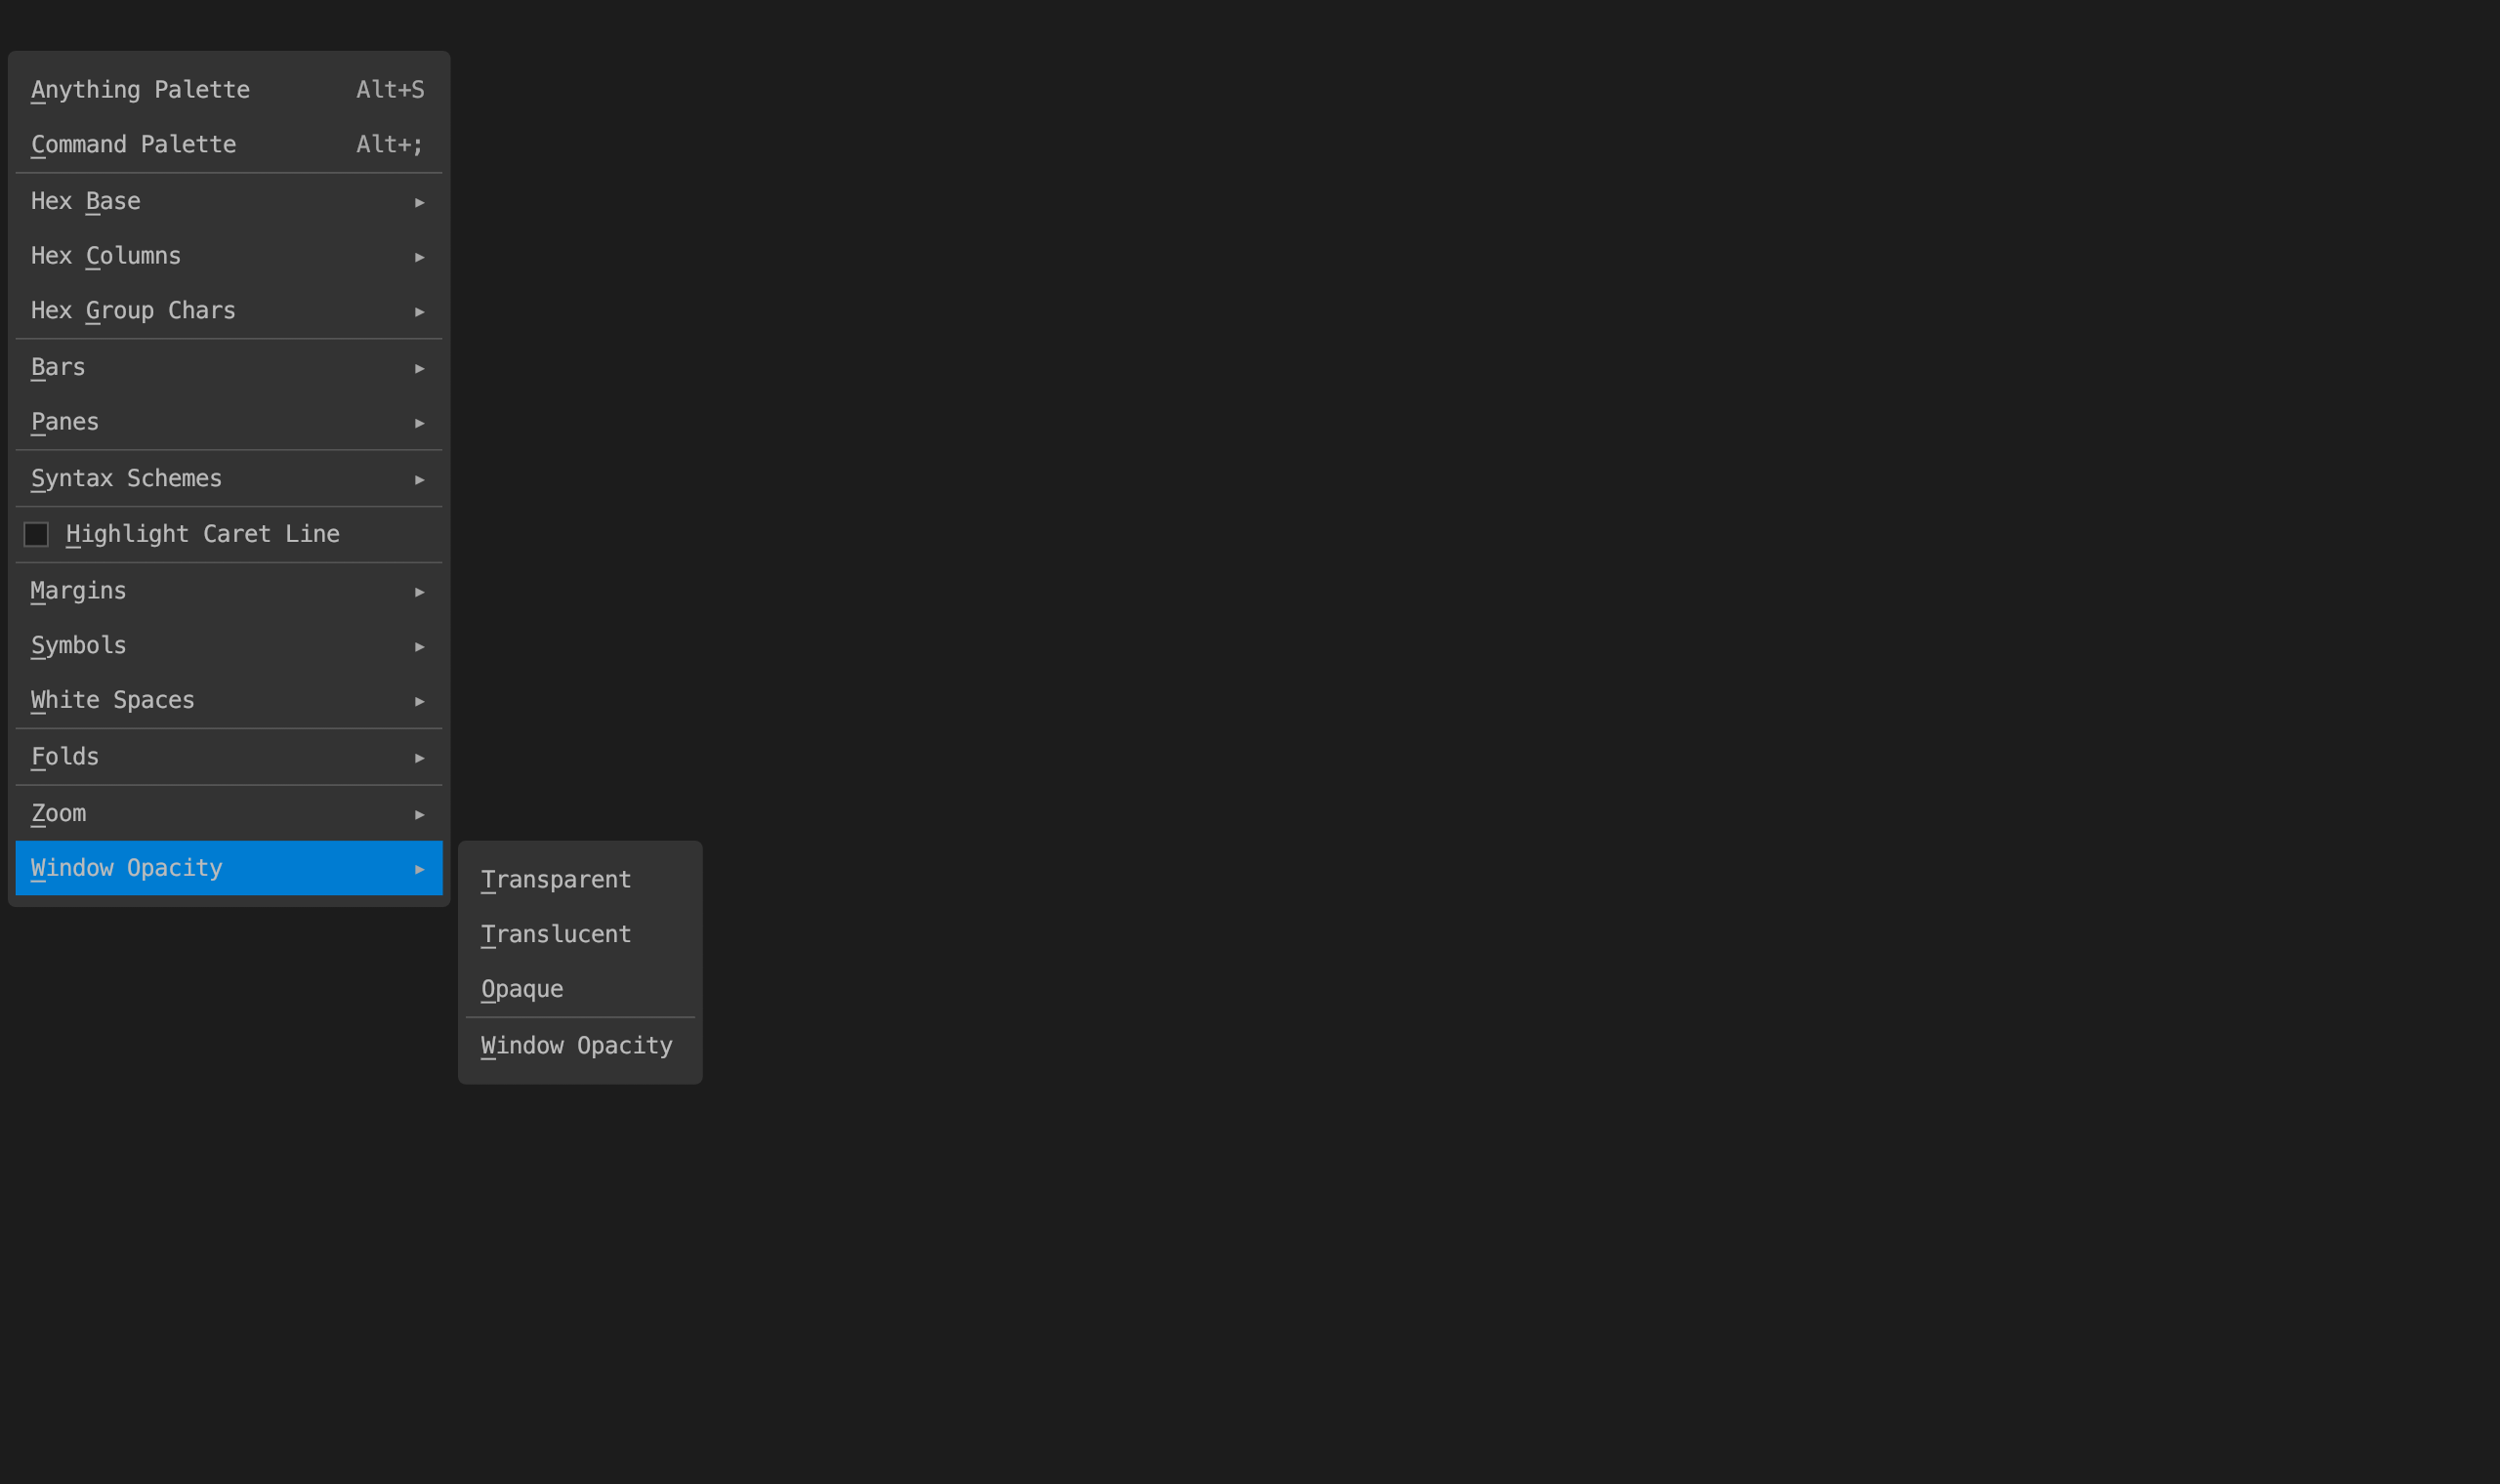 Anything Palette Alt+S
Command Palette Alt+;
Hex Base ▶
Hex Columns ▶
Hex Group Chars ▶
Bars ▶
Panes ▶
Syntax Schemes ▶
Highlight Caret Line
Margins ▶
Symbols ▶
White Spaces ▶
Folds ▶
Zoom ▶
Window Opacity ▶
Transparent
Translucent
Opaque
Window Opacity